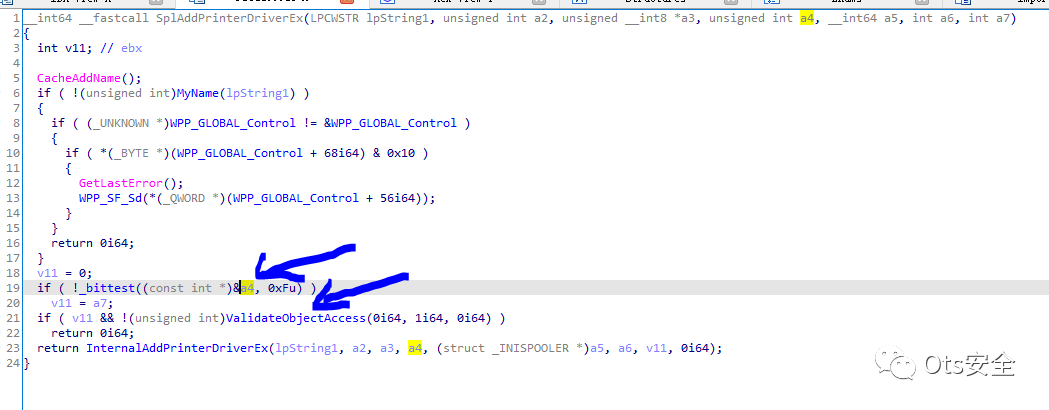 1 __int64 __fastcall SplAddPrinterDriverEx(LPCWSTR lpString1, unsigned int a2, unsigned __int8 *a3, unsigned int a4, __int64 a5, int a6, int a7)
2 {
3 int v11; // ebx
4
5 CacheAddName();
6 if ( !(unsigned int)MyName(lpString1) )
7 {
8 if ( (_UNKNOWN *)WPP_GLOBAL_Control != &WPP_GLOBAL_Control )
9 {
10 if ( *(_BYTE *)(WPP_GLOBAL_Control + 68i64) & 0x10 )
11 {
12 GetLastError();
13 WPP_SF_Sd(*(_QWORD *)(WPP_GLOBAL_Control + 56i64));
14 }
15 }
16 return 0i64;
17 }
18 v11 = 0;
19 if ( !_bittest((const int *)&a4, 0xFu) )
20 v11 = a7;
21 if ( v11 && !(unsigned int)ValidateObjectAccess(0i64, 1i64, 0i64) )
22 return 0i64;
23 return InternalAddPrinterDriverEx(lpString1, a2, a3, a4, (struct _INISPOOLER *)a5, a6, v11, 0i64);
24 }
Ots安全